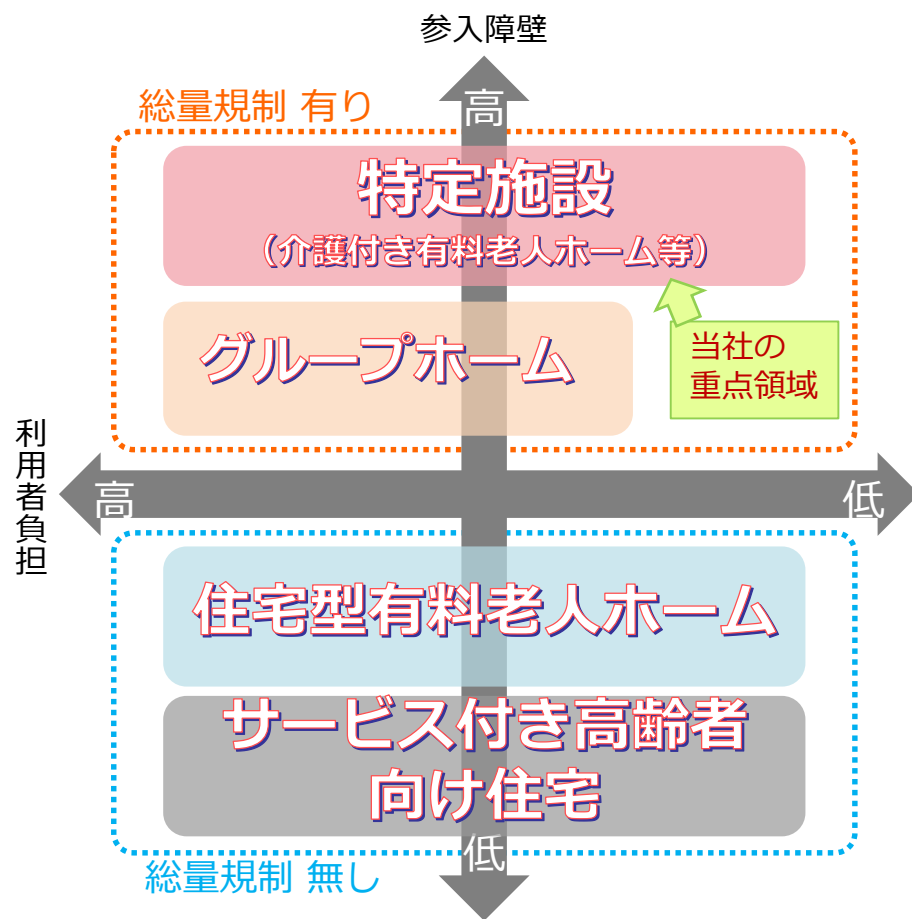 参入障壁
総量規制 有り
高
特定施設
（介護付き有料老人ホーム等）
グループホーム
当社の
重点領域
利用者負担
高
低
住宅型有料老人ホーム
サービス付き高齢者
向け住宅
低
総量規制 無し